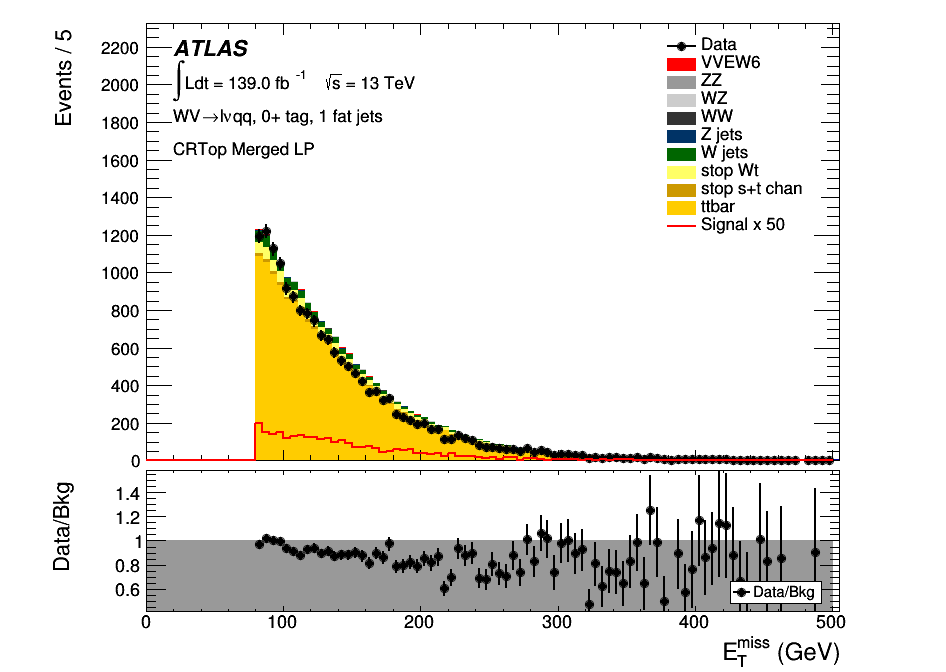 Events / 5
2200
2000
1800
1600
1400
1200
1000
800
600
400
200
0
ATLAS
∫Ldt = 139.0 fb⁻¹ √s = 13 TeV
WV→lνqq, 0+ tag, 1 fat jets
CRTop Merged LP
Data
VVEW6
ZZ
WZ
WW
Z jets
W jets
stop Wt
stop s+t chan
ttbar
Signal x 50
Data/Bkg
1.4
1.2
1
0.8
0.6
Data/Bkg
0 100 200 300 400 500
E_T^miss (GeV)